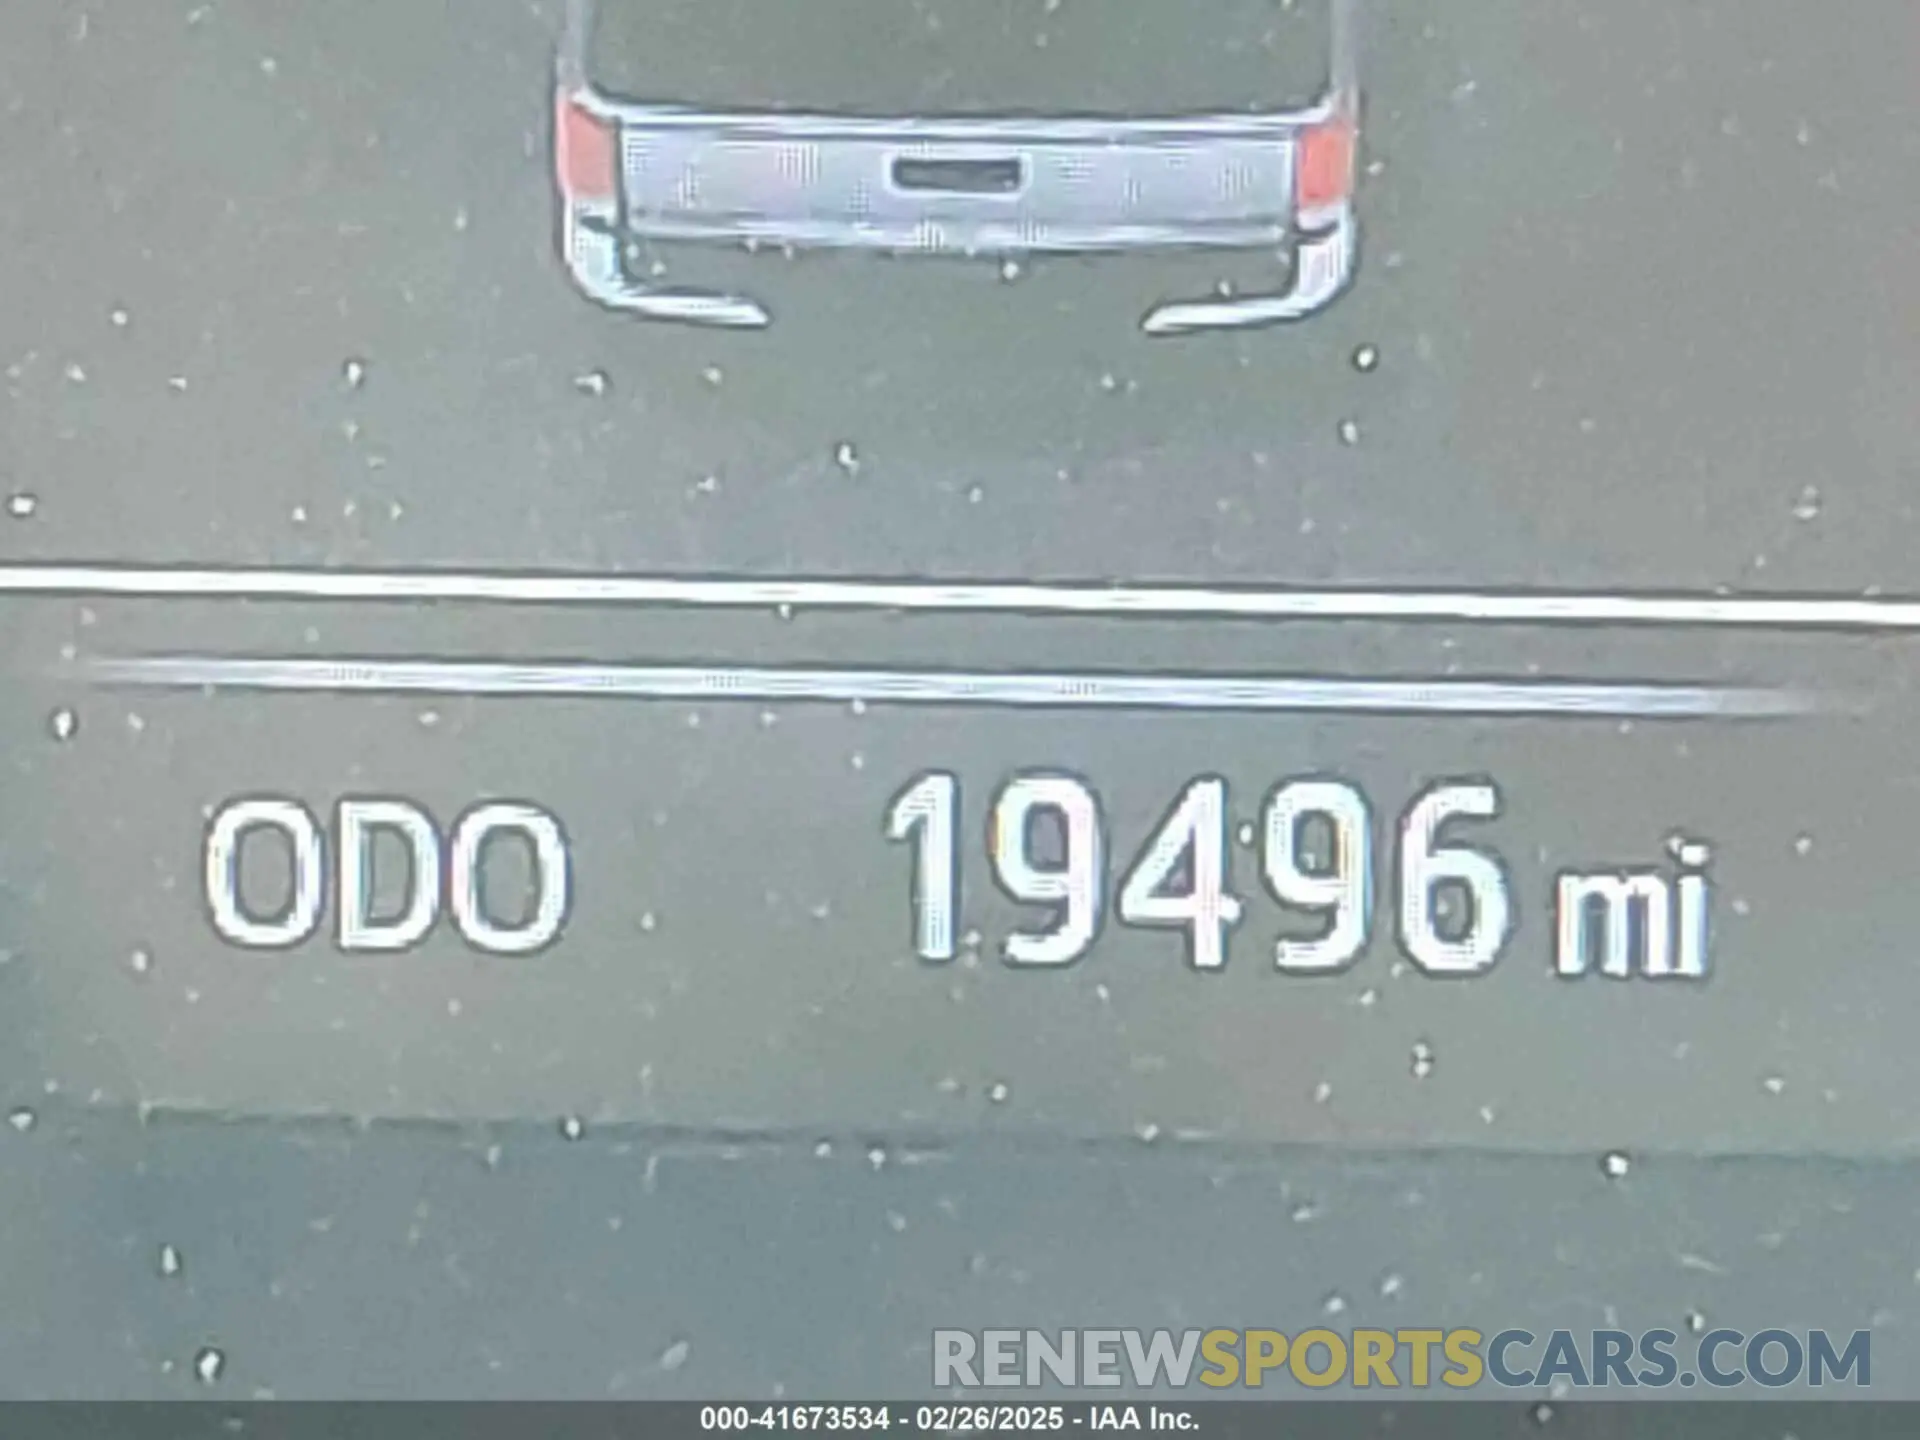 ODO 19496 mi
RENEWSPORTSCARS.COM
000-41673534 - 02/26/2025 - IAA Inc.